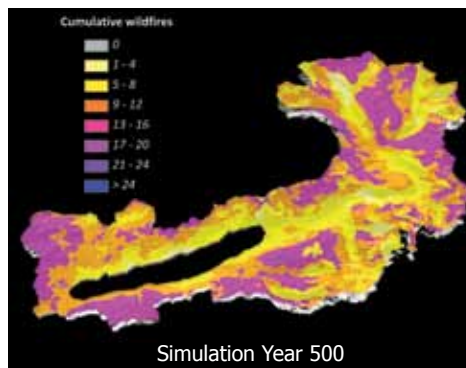 Cumulative wildfires
0
1 - 4
5 - 8
9 - 12
13 - 16
17 - 20
21 - 24
> 24
Simulation Year 500